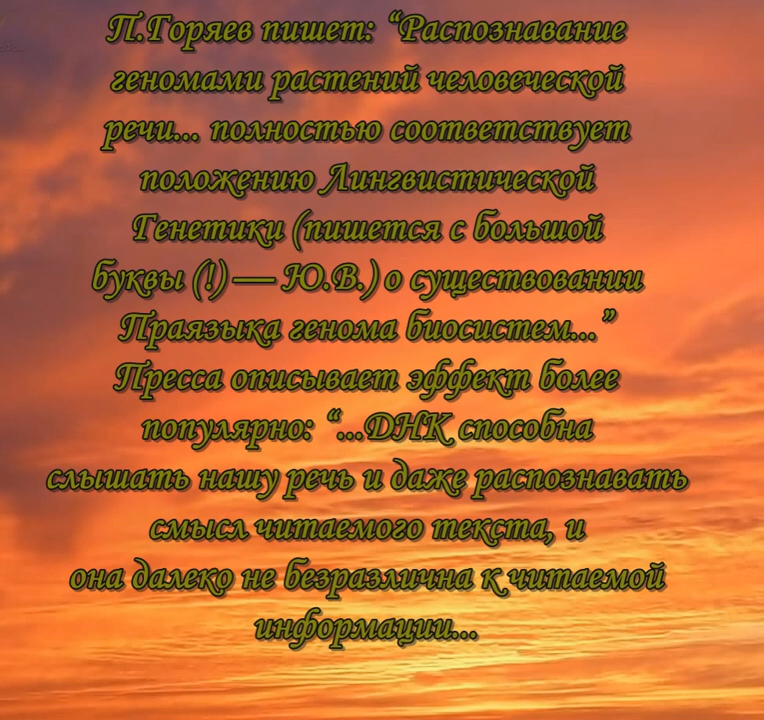 П.Горяев пишет: “Распознавание
геномами растений человеческой
речи... полностью соответствует
положению Лингвистической
Генетики (пишется с большой
буквы (!) — Ю.В.) о существовании
Праязыка генома биосистем...”
Пресса описывает эффект более
популярно: “...ДНК способна
слышать нашу речь и даже распознавать
смысл читаемого текста, и
она далеко не безразлична к читаемой
информации...